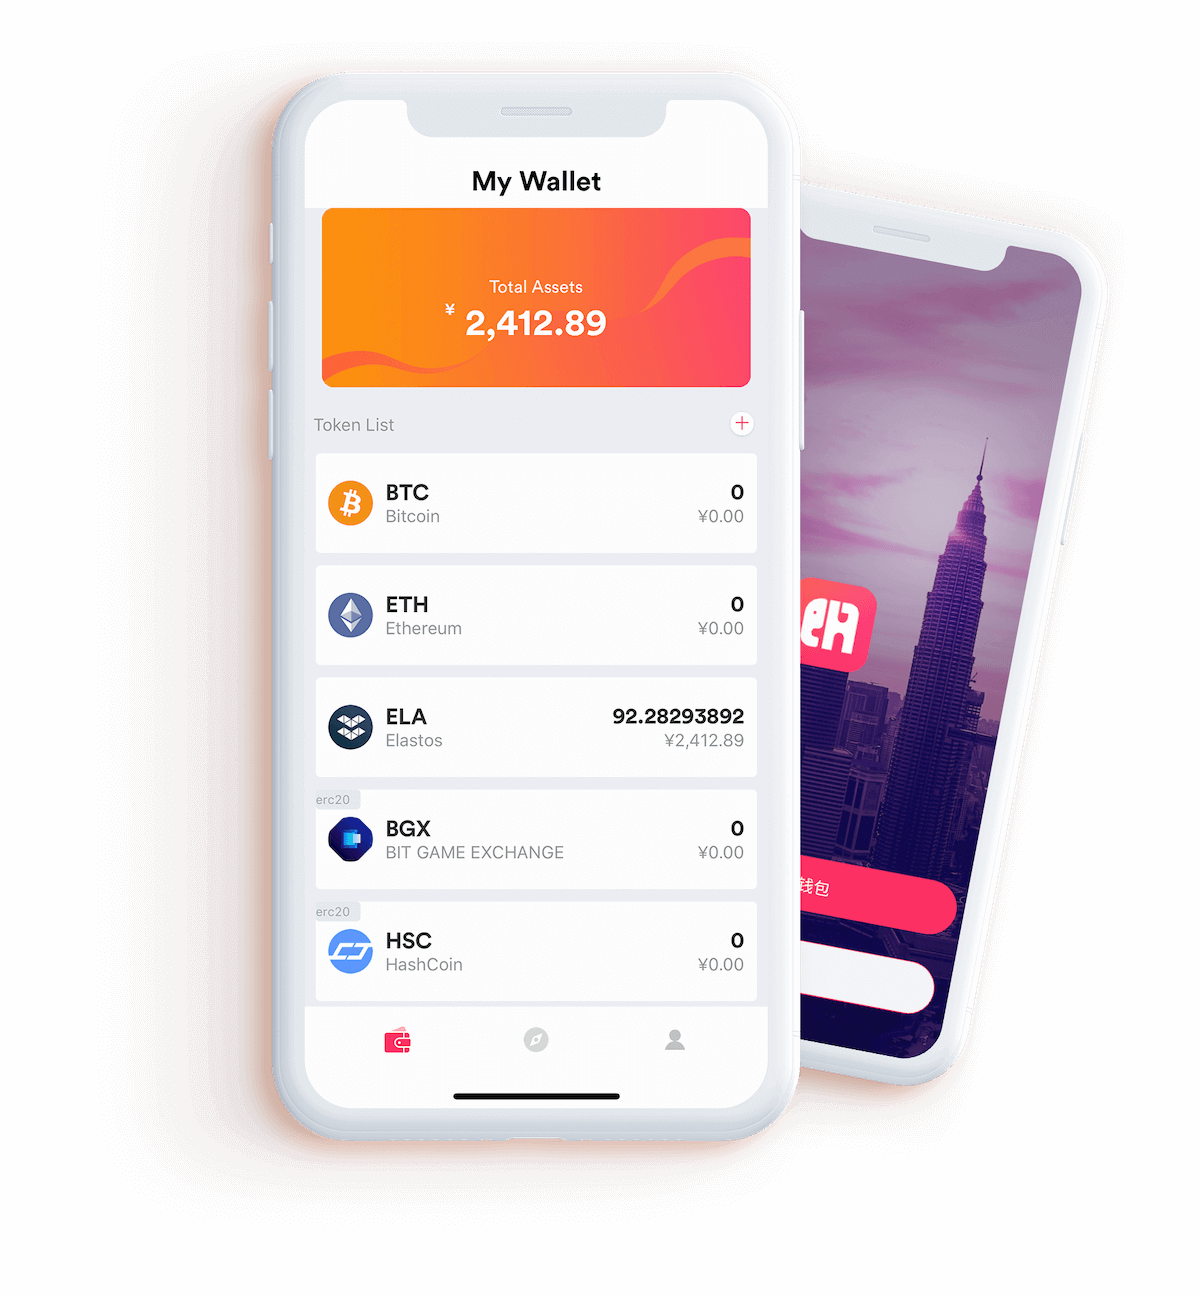 My Wallet
Total Assets
¥ 2,412.89
Token List
BTC
0
Bitcoin
¥0.00
ETH
0
Ethereum
¥0.00
ELA
92.28293892
Elastos
¥2,412.89
erc20
BGX
0
BIT GAME EXCHANGE
¥0.00
erc20
HSC
0
HashCoin
¥0.00
钱包